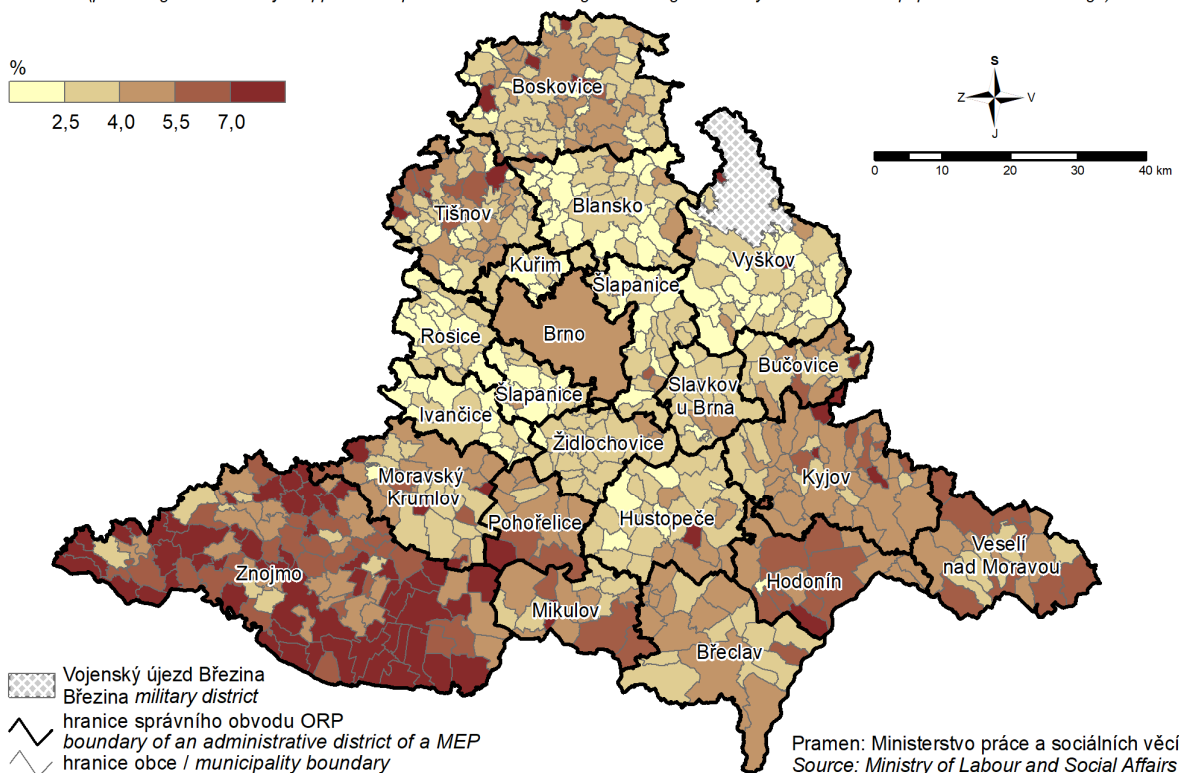 %
2,5 4,0 5,5 7,0
S
Z V
J
0 10 20 30 40 km
Boskovice
Tišnov
Blansko
Vyškov
Kuřim
Šlapanice
Rosice
Brno
Bučovice
Šlapanice
Slavkov
u Brna
Ivančice
Židlochovice
Moravský
Krumlov
Kyjov
Pohořelice
Hustopeče
Veselí
nad Moravou
Znojmo
Hodonín
Mikulov
Břeclav
Vojenský újezd Březina
Březina military district
hranice správního obvodu ORP
boundary of an administrative district of a MEP
hranice obce / municipality boundary
Pramen: Ministerstvo práce a sociálních věcí
Source: Ministry of Labour and Social Affairs